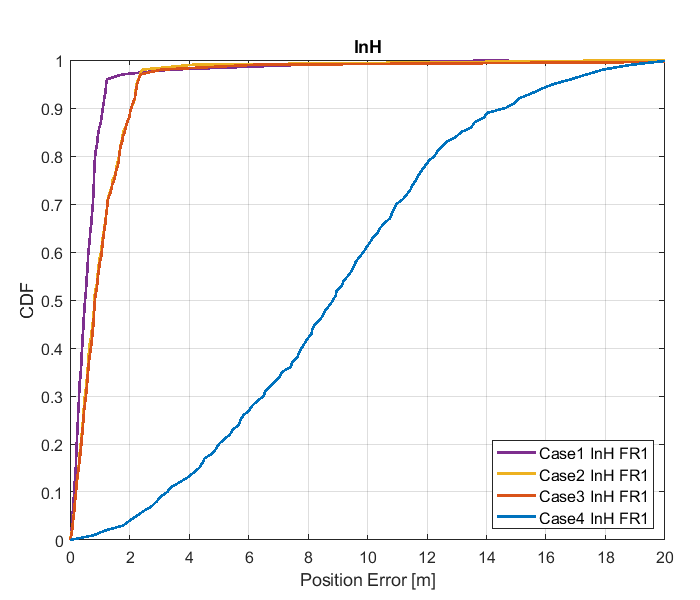 InH
1
0.9
0.8
0.7
0.6
0.5
0.4
0.3
0.2
0.1
0
CDF
Case1 InH FR1
Case2 InH FR1
Case3 InH FR1
Case4 InH FR1
0 2 4 6 8 10 12 14 16 18 20
Position Error [m]